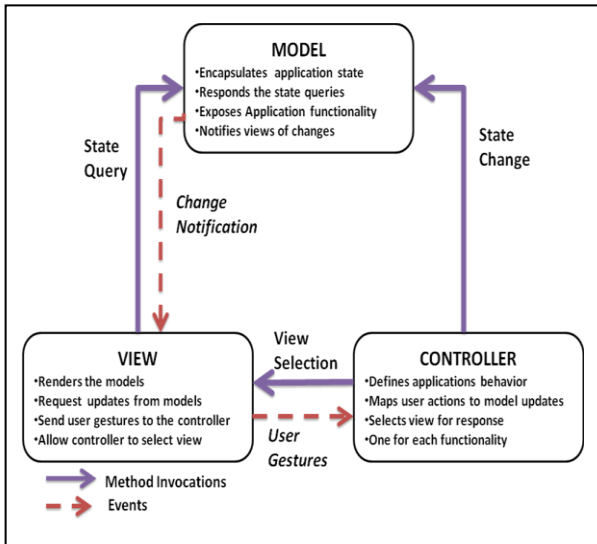 MODEL
•Encapsulates application state
•Responds the state queries
•Exposes Application functionality
•Notifies views of changes
State
Query
Change
Notification
State
Change
VIEW
•Renders the models
•Request updates from models
•Send user gestures to the controller
•Allow controller to select view
View
Selection
User
Gestures
CONTROLLER
•Defines applications behavior
•Maps user actions to model updates
•Selects view for response
•One for each functionality
Method Invocations
Events